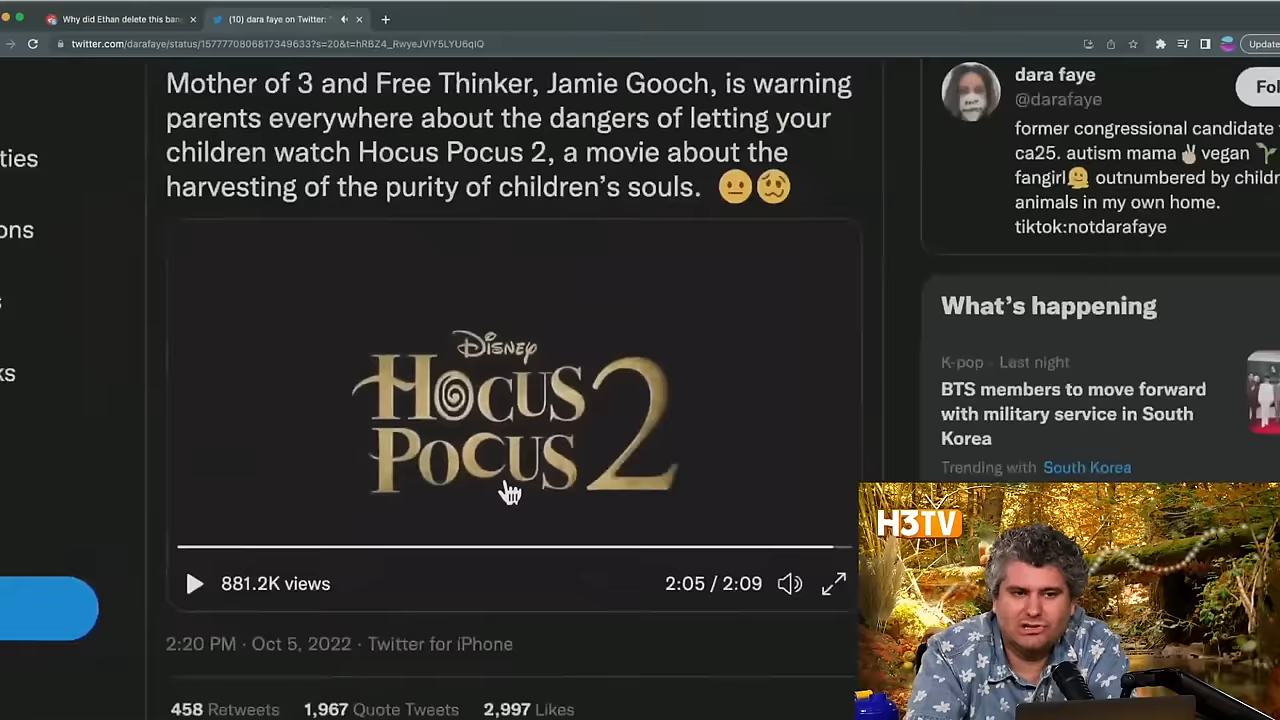 Why did Ethan delete this ban
(10) dara faye on Twitter: "
twitter.com/darafaye/status/1577770806817349633?s=20&t=hRBZ4_RwyeJVIY5LYU6qIQ
Update
Mother of 3 and Free Thinker, Jamie Gooch, is warning
parents everywhere about the dangers of letting your
children watch Hocus Pocus 2, a movie about the
harvesting of the purity of children's souls. 😐🥴
ties
ons
s
ks
Disney
HOCUS
POCUS 2
881.2K views
2:05 / 2:09
2:20 PM · Oct 5, 2022 · Twitter for iPhone
458 Retweets 1,967 Quote Tweets 2,997 Likes
dara faye
@darafaye
Fol
former congressional candidate
ca25. autism mama✌🏼vegan 🌱
fangirl🫠 outnumbered by childr
animals in my own home.
tiktok:notdarafaye
What's happening
K-pop · Last night
BTS members to move forward
with military service in South
Korea
Trending with South Korea
H3TV